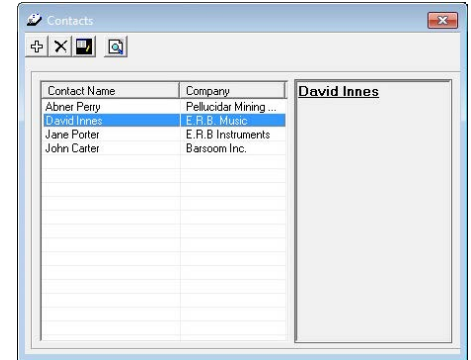 Contacts
Contact Name Company
Abner Perry Pellucidar Mining ...
David Innes E.R.B. Music
Jane Porter E.R.B Instruments
John Carter Barsoom Inc.
David Innes